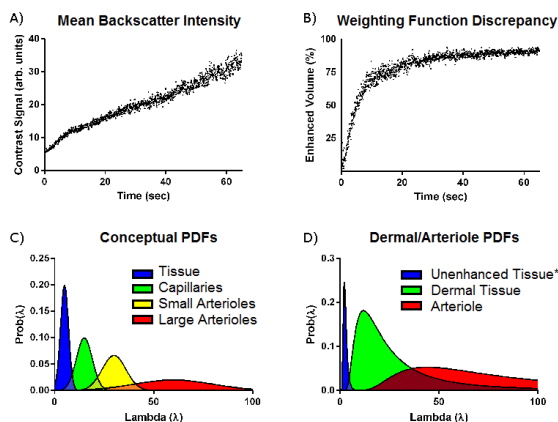 A) Mean Backscatter Intensity
Contrast Signal (arb. units)
40
30
20
10
0
0 20 40 60
Time (sec)
B) Weighting Function Discrepancy
Enhanced Volume (%)
100
75
50
25
0
0 10 20 30 40 50 60
Time (sec)
C) Conceptual PDFs
Prob(λ)
0.25
0.20
0.15
0.10
0.05
0.00
Tissue
Capillaries
Small Arterioles
Large Arterioles
0 50 100
Lambda (λ)
D) Dermal/Arteriole PDFs
Prob(λ)
0.3
0.2
0.1
0.0
Unenhanced Tissue*
Dermal Tissue
Arteriole
0 50 100
Lambda (λ)